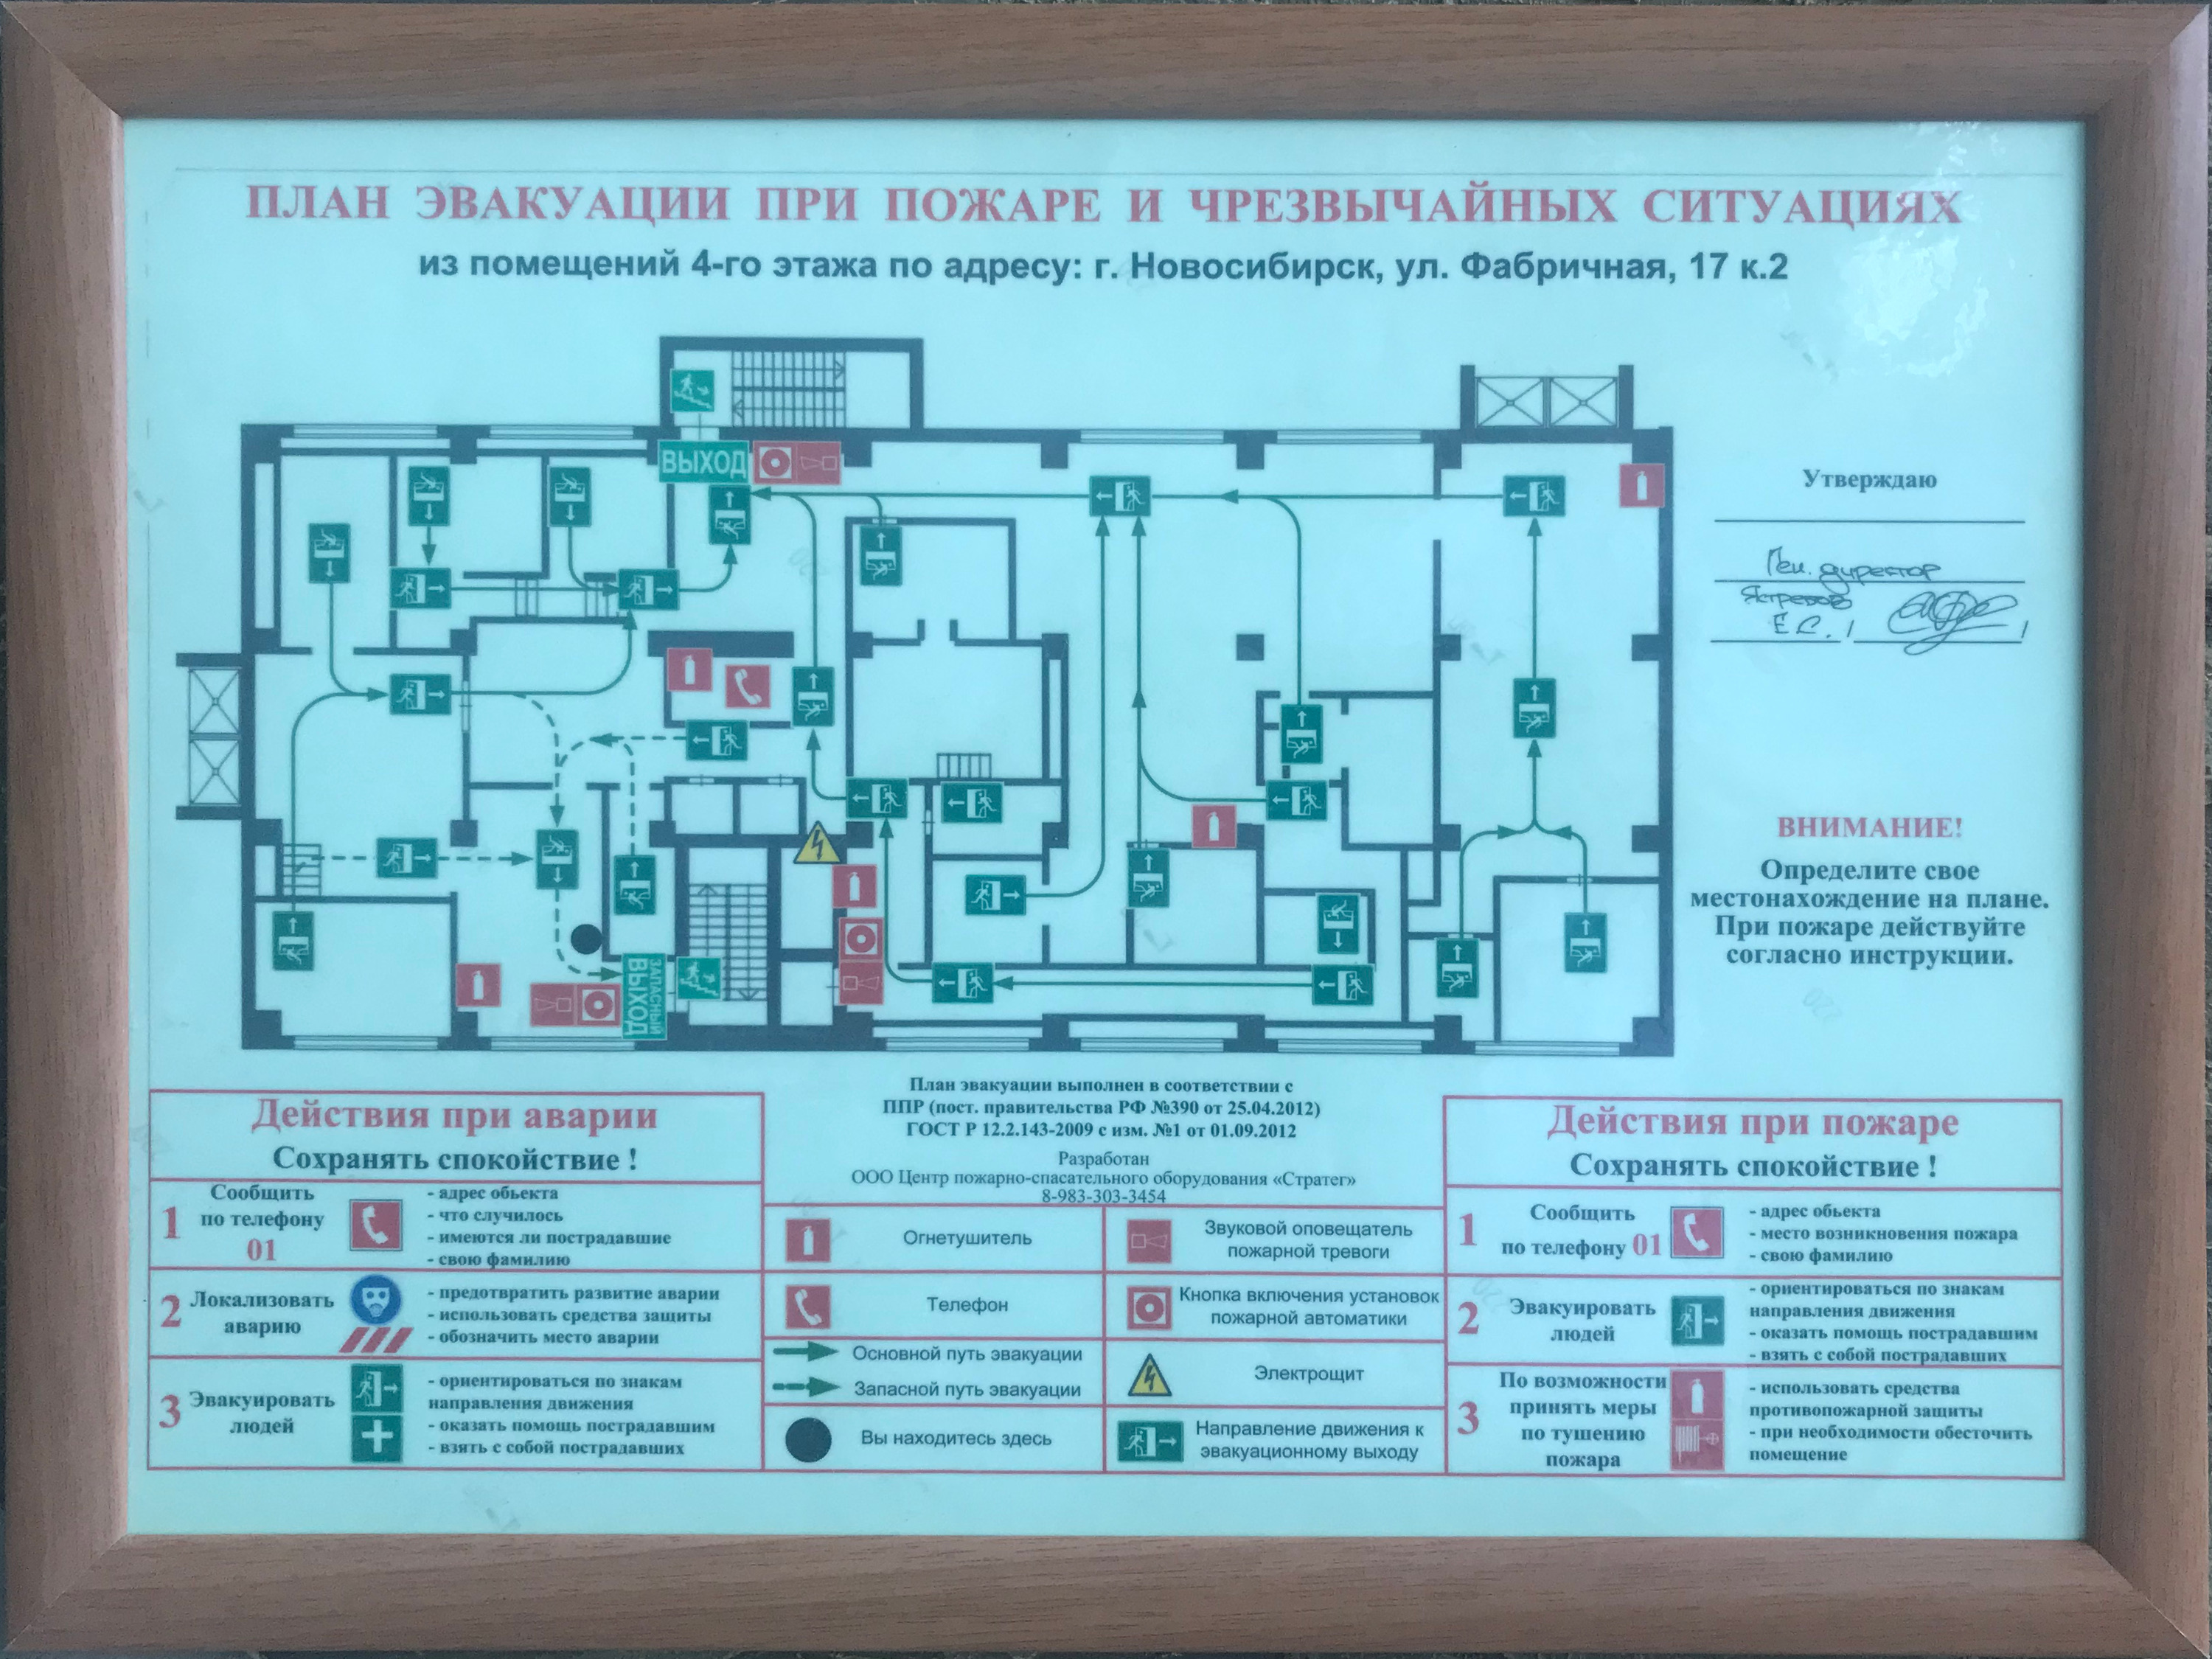 ПЛАН ЭВАКУАЦИИ ПРИ ПОЖАРЕ И ЧРЕЗВЫЧАЙНЫХ СИТУАЦИЯХ
из помещений 4-го этажа по адресу: г. Новосибирск, ул. Фабричная, 17 к.2
ВЫХОД
ЗАПАСНЫЙ
ВЫХОД
Утверждаю
Ген. директор
Е.С.
ВНИМАНИЕ!
Определите свое
местонахождение на плане.
При пожаре действуйте
согласно инструкции.
Действия при аварии
Сохранять спокойствие !
1
Сообщить
по телефону
01
- адрес обьекта
- что случилось
- имеются ли пострадавшие
- свою фамилию
2
Локализовать
аварию
- предотвратить развитие аварии
- использовать средства защиты
- обозначить место аварии
3
Эвакуировать
людей
- ориентироваться по знакам
направления движения
- оказать помощь пострадавшим
- взять с собой пострадавших
План эвакуации выполнен в соответствии с
ППР (пост. правительства РФ №390 от 25.04.2012)
ГОСТ Р 12.2.143-2009 с изм. №1 от 01.09.2012
Разработан
ООО Центр пожарно-спасательного оборудования «Стратег»
8-983-303-3454
Огнетушитель
Звуковой оповещатель
пожарной тревоги
Телефон
Кнопка включения установок
пожарной автоматики
Основной путь эвакуации
Запасной путь эвакуации
Электрощит
Вы находитесь здесь
Направление движения к
эвакуационному выходу
Действия при пожаре
Сохранять спокойствие !
1
Сообщить
по телефону 01
- адрес обьекта
- место возникновения пожара
- свою фамилию
2
Эвакуировать
людей
- ориентироваться по знакам
направления движения
- оказать помощь пострадавшим
- взять с собой пострадавших
3
По возможности
принять меры
по тушению
пожара
- использовать средства
противопожарной защиты
- при необходимости обесточить
помещение